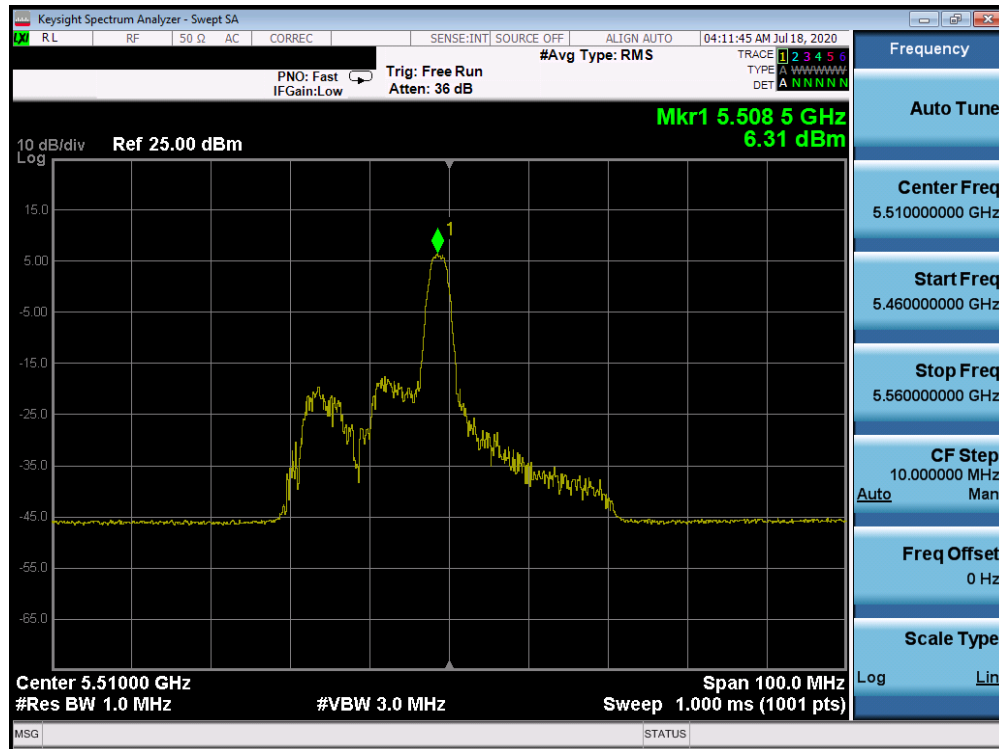 Keysight Spectrum Analyzer - Swept SA
LXI RL RF 50 Ω AC CORREC SENSE:INT SOURCE OFF ALIGN AUTO 04:11:45 AM Jul 18, 2020
#Avg Type: RMS
TRACE 1 2 3 4 5 6
PNO: Fast Trig: Free Run
TYPE A WWWWW
IFGain:Low Atten: 36 dB
DET A N N N N N
Mkr1 5.508 5 GHz
6.31 dBm
10 dB/div Ref 25.00 dBm
Log
15.0
1
5.00
-5.00
-15.0
-25.0
-35.0
-45.0
-55.0
-65.0
Center 5.51000 GHz Span 100.0 MHz
#Res BW 1.0 MHz #VBW 3.0 MHz Sweep 1.000 ms (1001 pts)
MSG STATUS
Frequency
Auto Tune
Center Freq
5.510000000 GHz
Start Freq
5.460000000 GHz
Stop Freq
5.560000000 GHz
CF Step
10.000000 MHz
Auto Man
Freq Offset
0 Hz
Scale Type
Log Lin